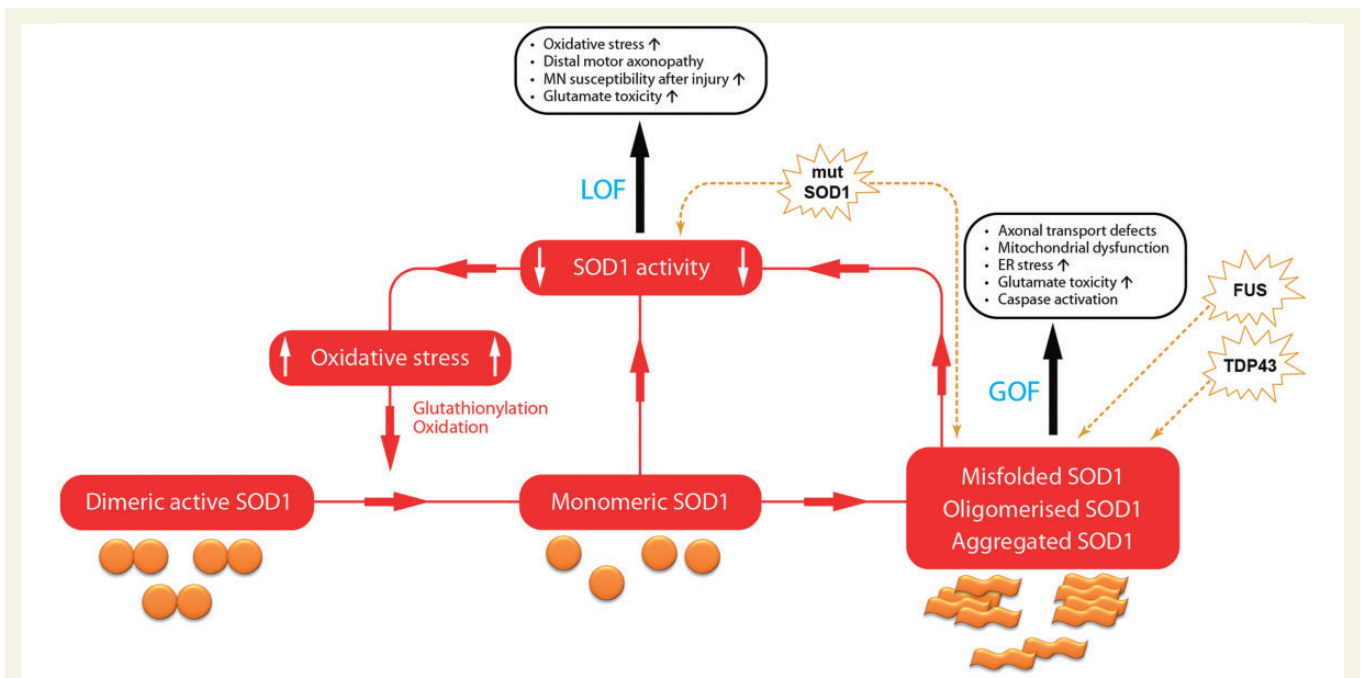 • Oxidative stress ↑
• Distal motor axonopathy
• MN susceptibility after injury ↑
• Glutamate toxicity ↑
LOF
mut
SOD1
• Axonal transport defects
• Mitochondrial dysfunction
• ER stress ↑
• Glutamate toxicity ↑
• Caspase activation
SOD1 activity
FUS
TDP43
Oxidative stress
GOF
Glutathionylation
Oxidation
Dimeric active SOD1
Monomeric SOD1
Misfolded SOD1
Oligomerised SOD1
Aggregated SOD1